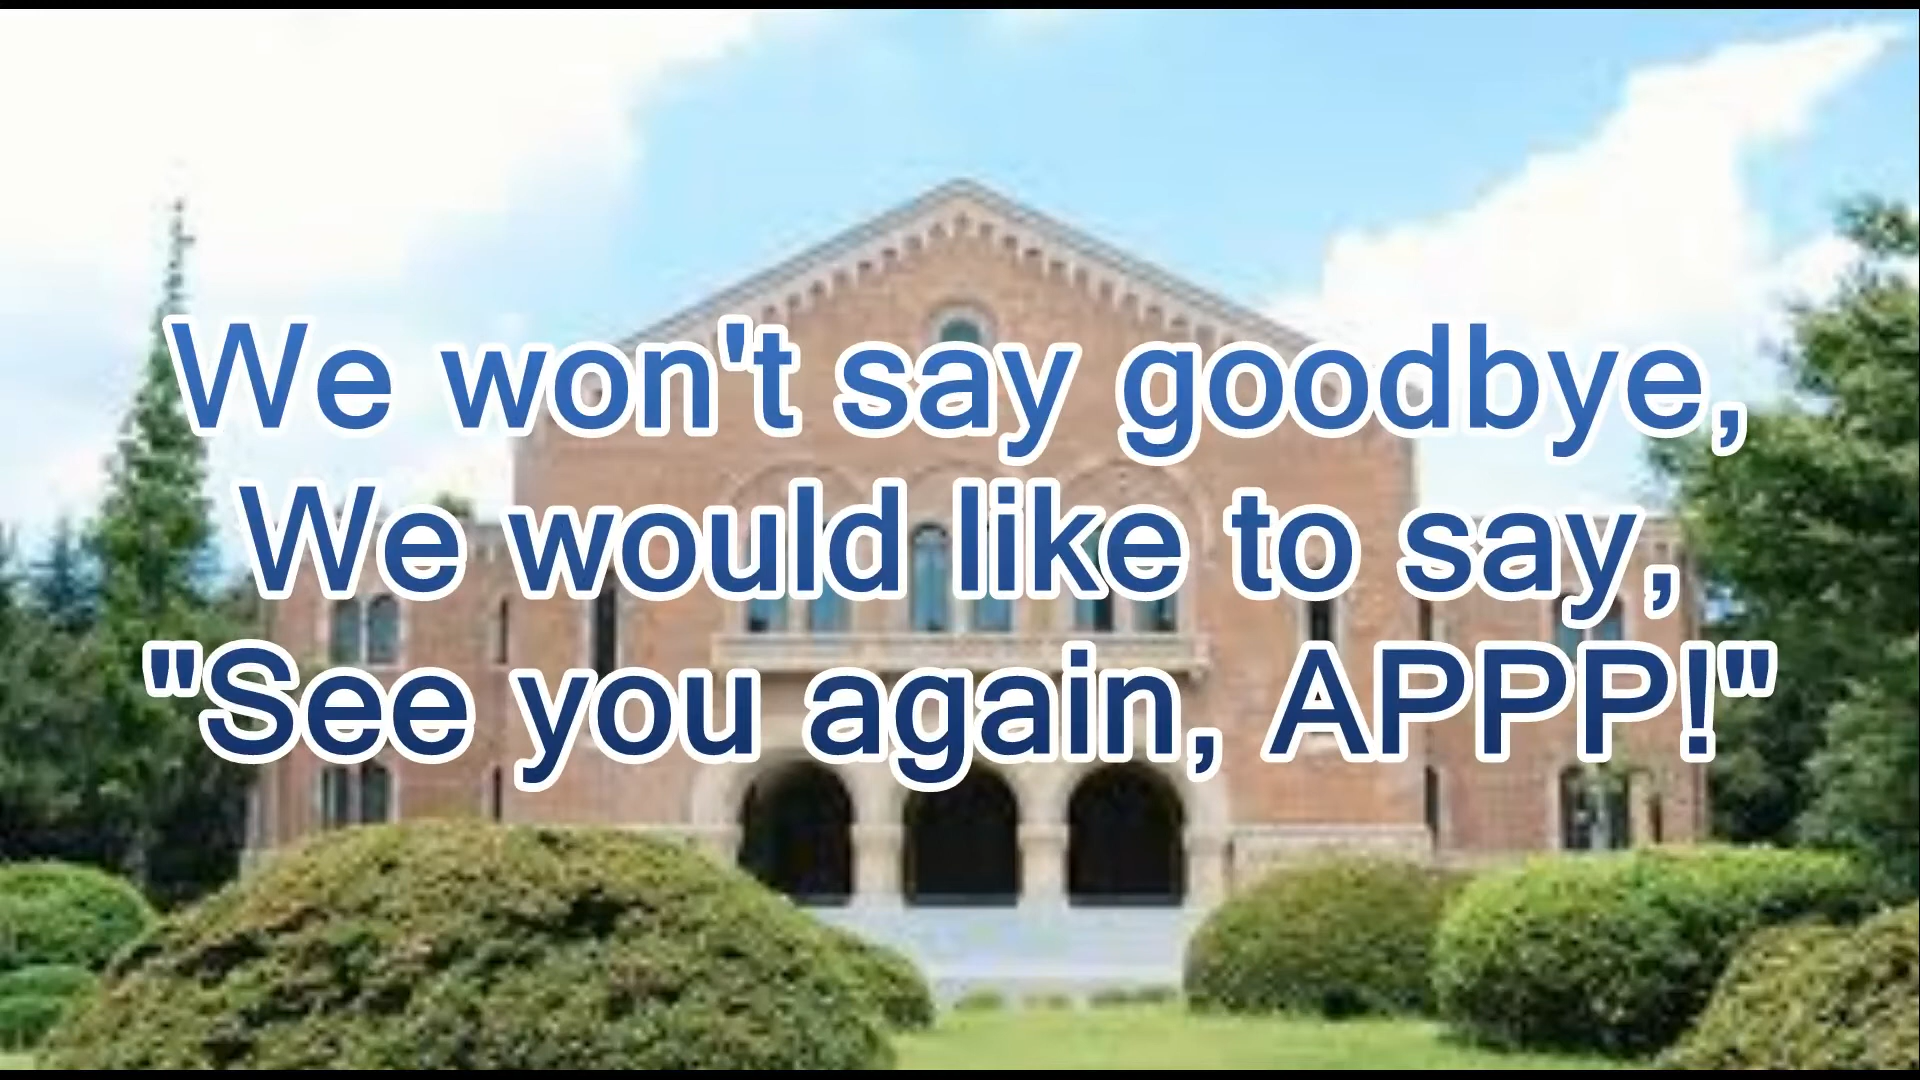 We won't say goodbye,
We would like to say,
"See you again, APPP!"